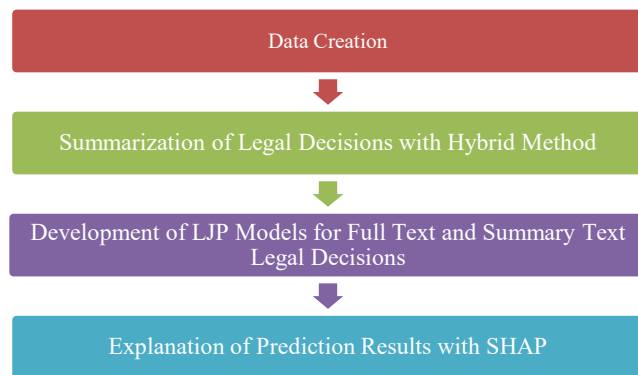 Data Creation
Summarization of Legal Decisions with Hybrid Method
Development of LJP Models for Full Text and Summary Text
Legal Decisions
Explanation of Prediction Results with SHAP